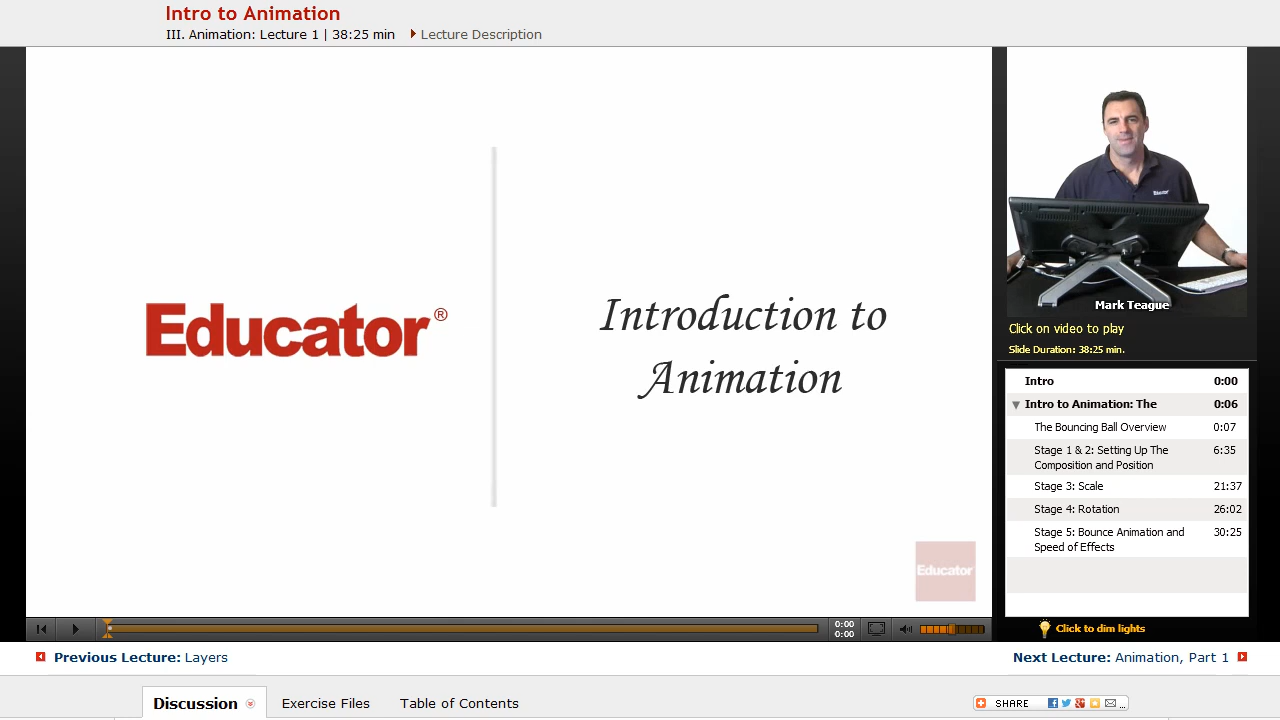 Intro to Animation
III. Animation: Lecture 1 | 38:25 min Lecture Description
Educator®
Introduction to
Animation
Educator
Mark Teague
Click on video to play
Slide Duration: 38:25 min.
Intro 0:00
Intro to Animation: The 0:06
The Bouncing Ball Overview 0:07
Stage 1 & 2: Setting Up The 6:35
Composition and Position
Stage 3: Scale 21:37
Stage 4: Rotation 26:02
Stage 5: Bounce Animation and 30:25
Speed of Effects
0:00
0:00
Click to dim lights
Previous Lecture: Layers
Next Lecture: Animation, Part 1
Discussion Exercise Files Table of Contents
SHARE